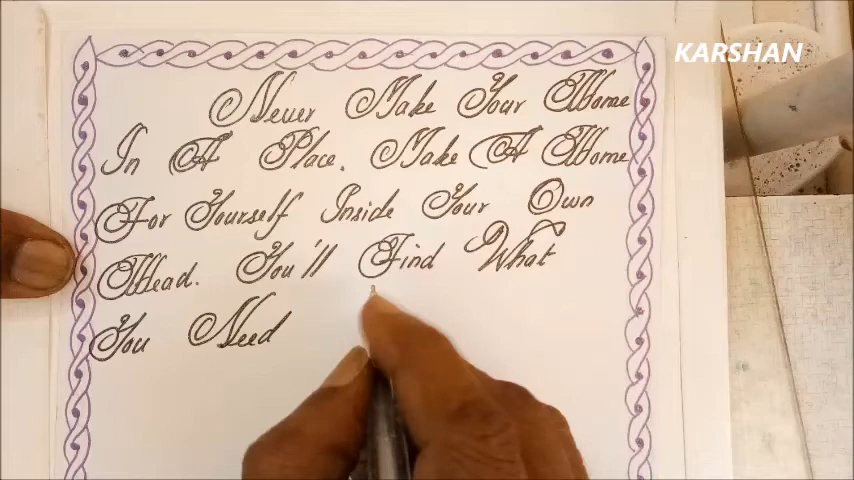 KARSHAN
Never Make Your Home
In A Place. Make A Home
For Yourself Inside Your Own
Head. You'll Find What
You Need